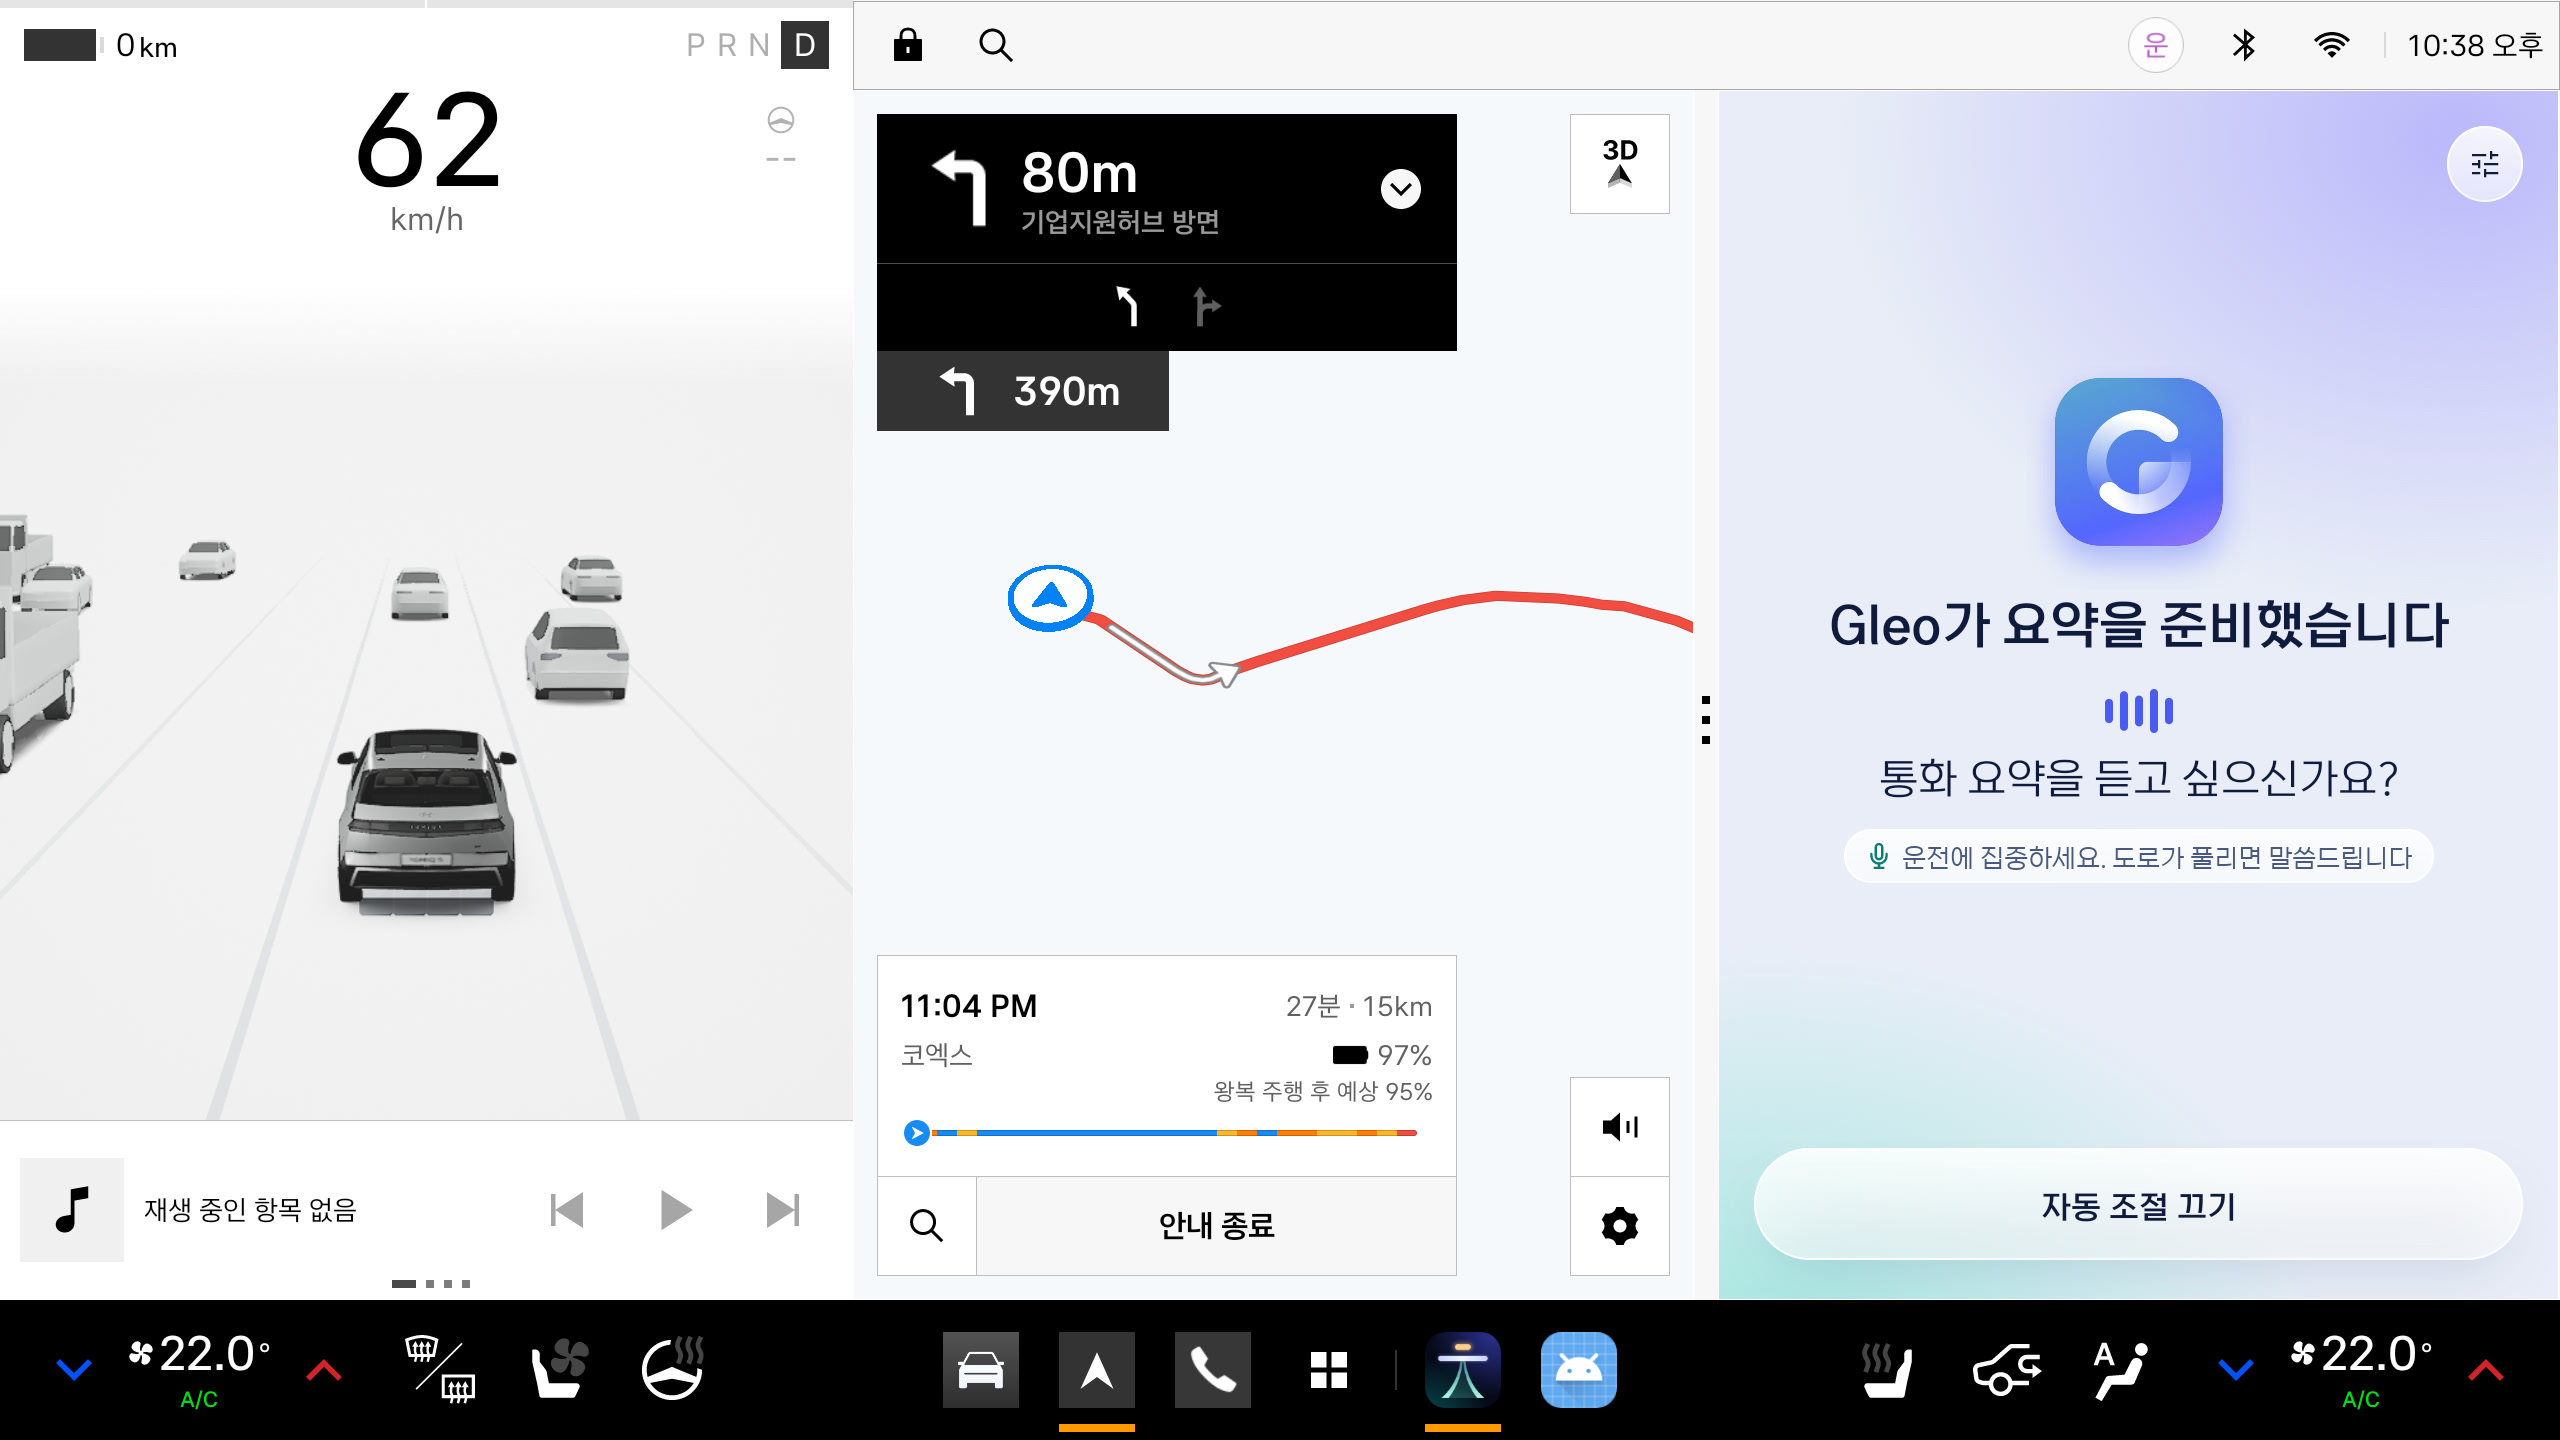 0 km
P R N D
62
km/h
--
운
10:38 오후
80m
기업지원허브 방면
390m
3D
11:04 PM
27분 · 15km
코엑스
97%
왕복 주행 후 예상 95%
안내 종료
Gleo가 요약을 준비했습니다
통화 요약을 듣고 싶으신가요?
운전에 집중하세요. 도로가 풀리면 말씀드립니다
자동 조절 끄기
재생 중인 항목 없음
22.0°
A/C
A
22.0°
A/C